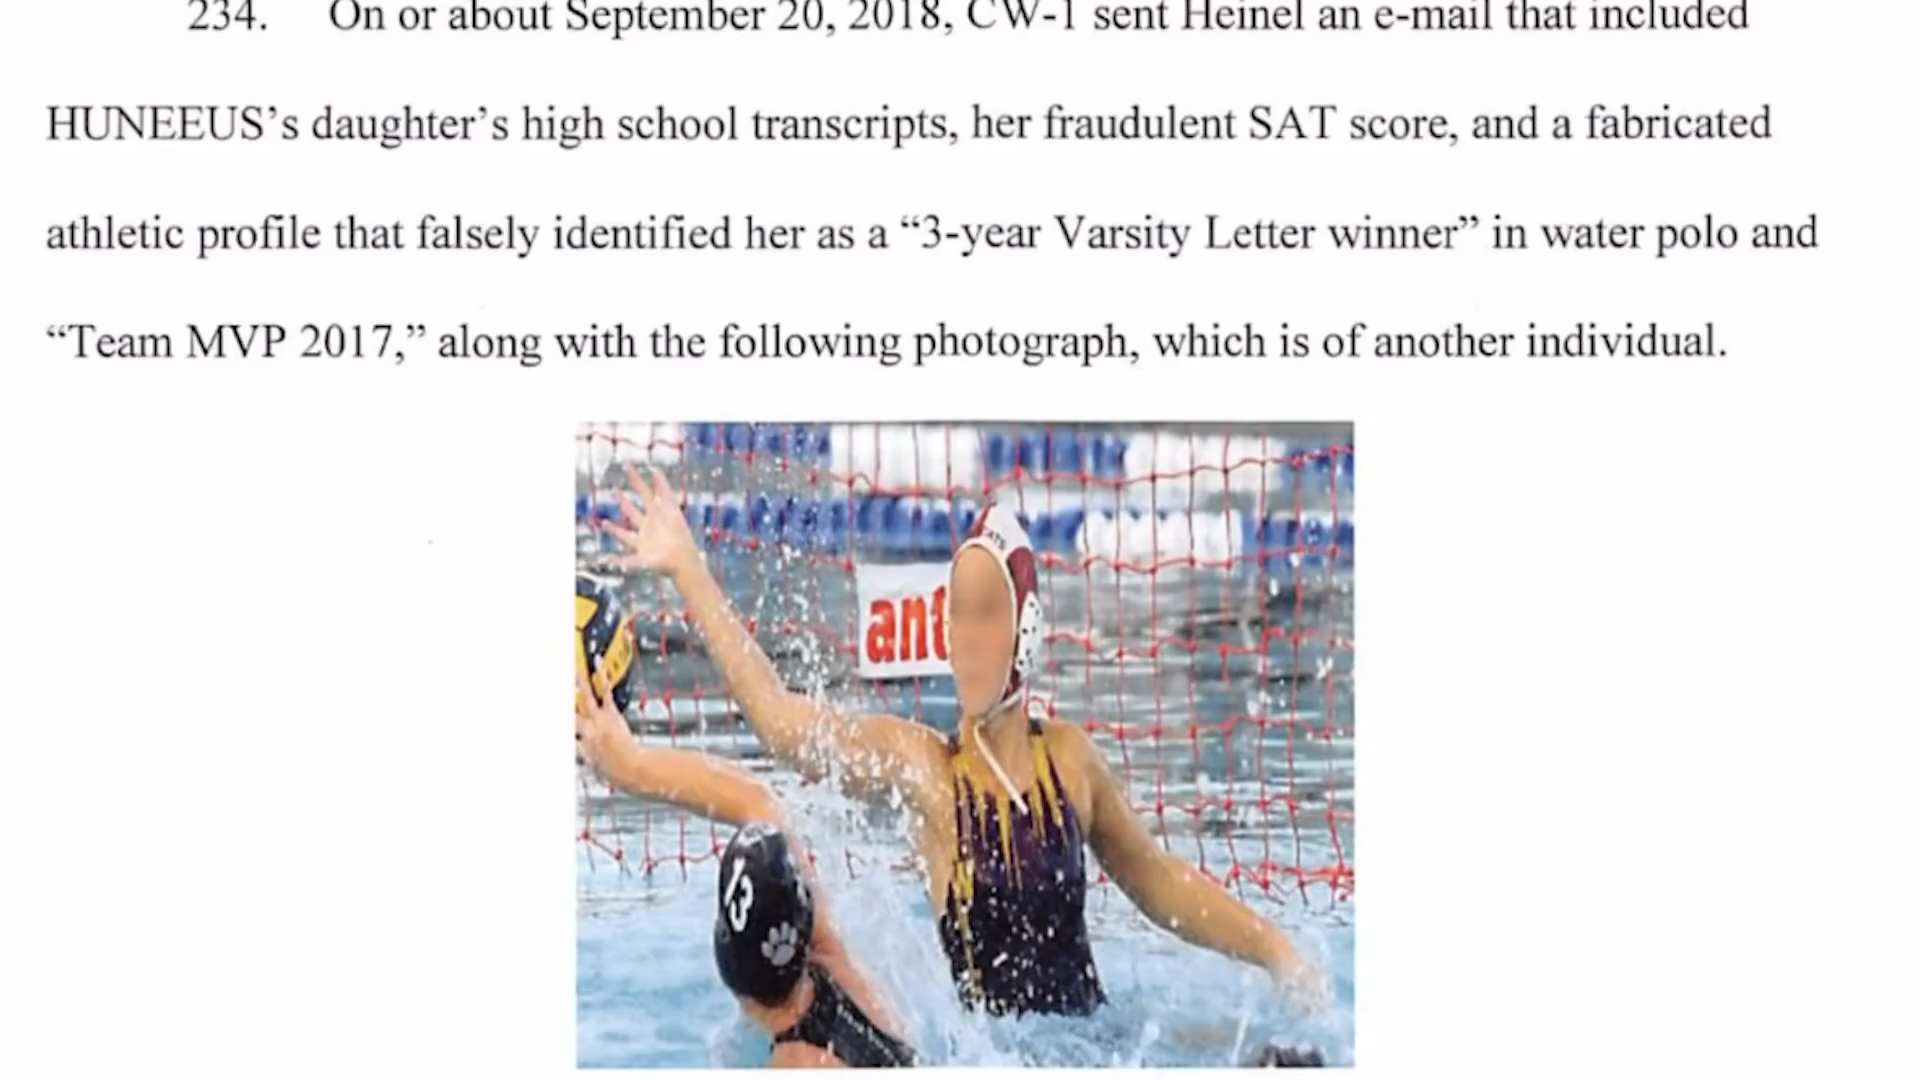 234. On or about September 20, 2018, CW-1 sent Heinel an e-mail that included
HUNEEUS’s daughter’s high school transcripts, her fraudulent SAT score, and a fabricated
athletic profile that falsely identified her as a “3-year Varsity Letter winner” in water polo and
“Team MVP 2017,” along with the following photograph, which is of another individual.
ant
13